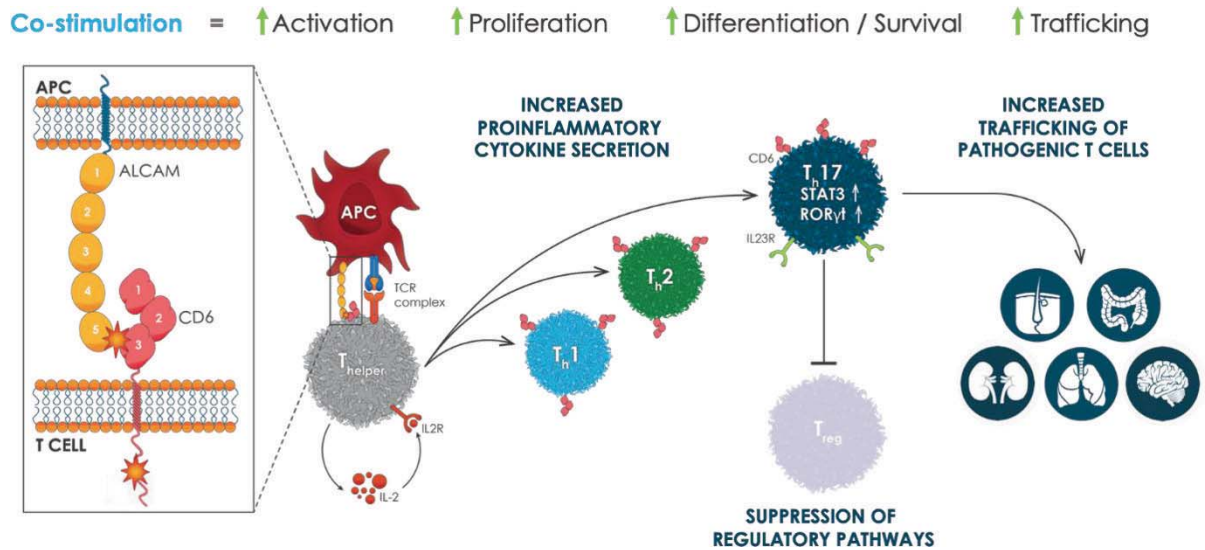 Co-stimulation = Activation Proliferation Differentiation / Survival Trafficking
APC
ALCAM
1
2
3
4
5
1
2
3
CD6
T CELL
APC
TCR
complex
Thelper
IL2R
IL-2
INCREASED
PROINFLAMMATORY
CYTOKINE SECRETION
Th1
Th2
CD6
Th17
STAT3 ↑
RORγt ↑
IL23R
Treg
SUPPRESSION OF
REGULATORY PATHWAYS
INCREASED
TRAFFICKING OF
PATHOGENIC T CELLS